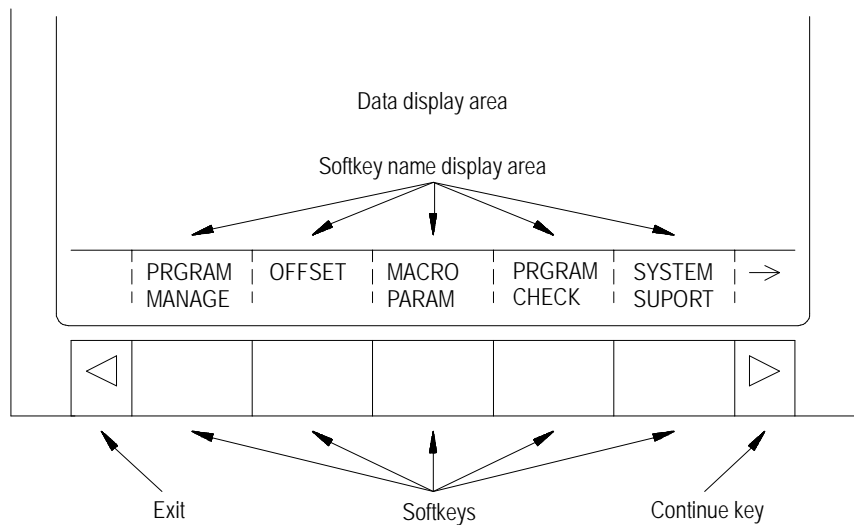 Data display area
Softkey name display area
PRGRAM MANAGE
OFFSET
MACRO PARAM
PRGRAM CHECK
SYSTEM SUPORT
Exit
Softkeys
Continue key